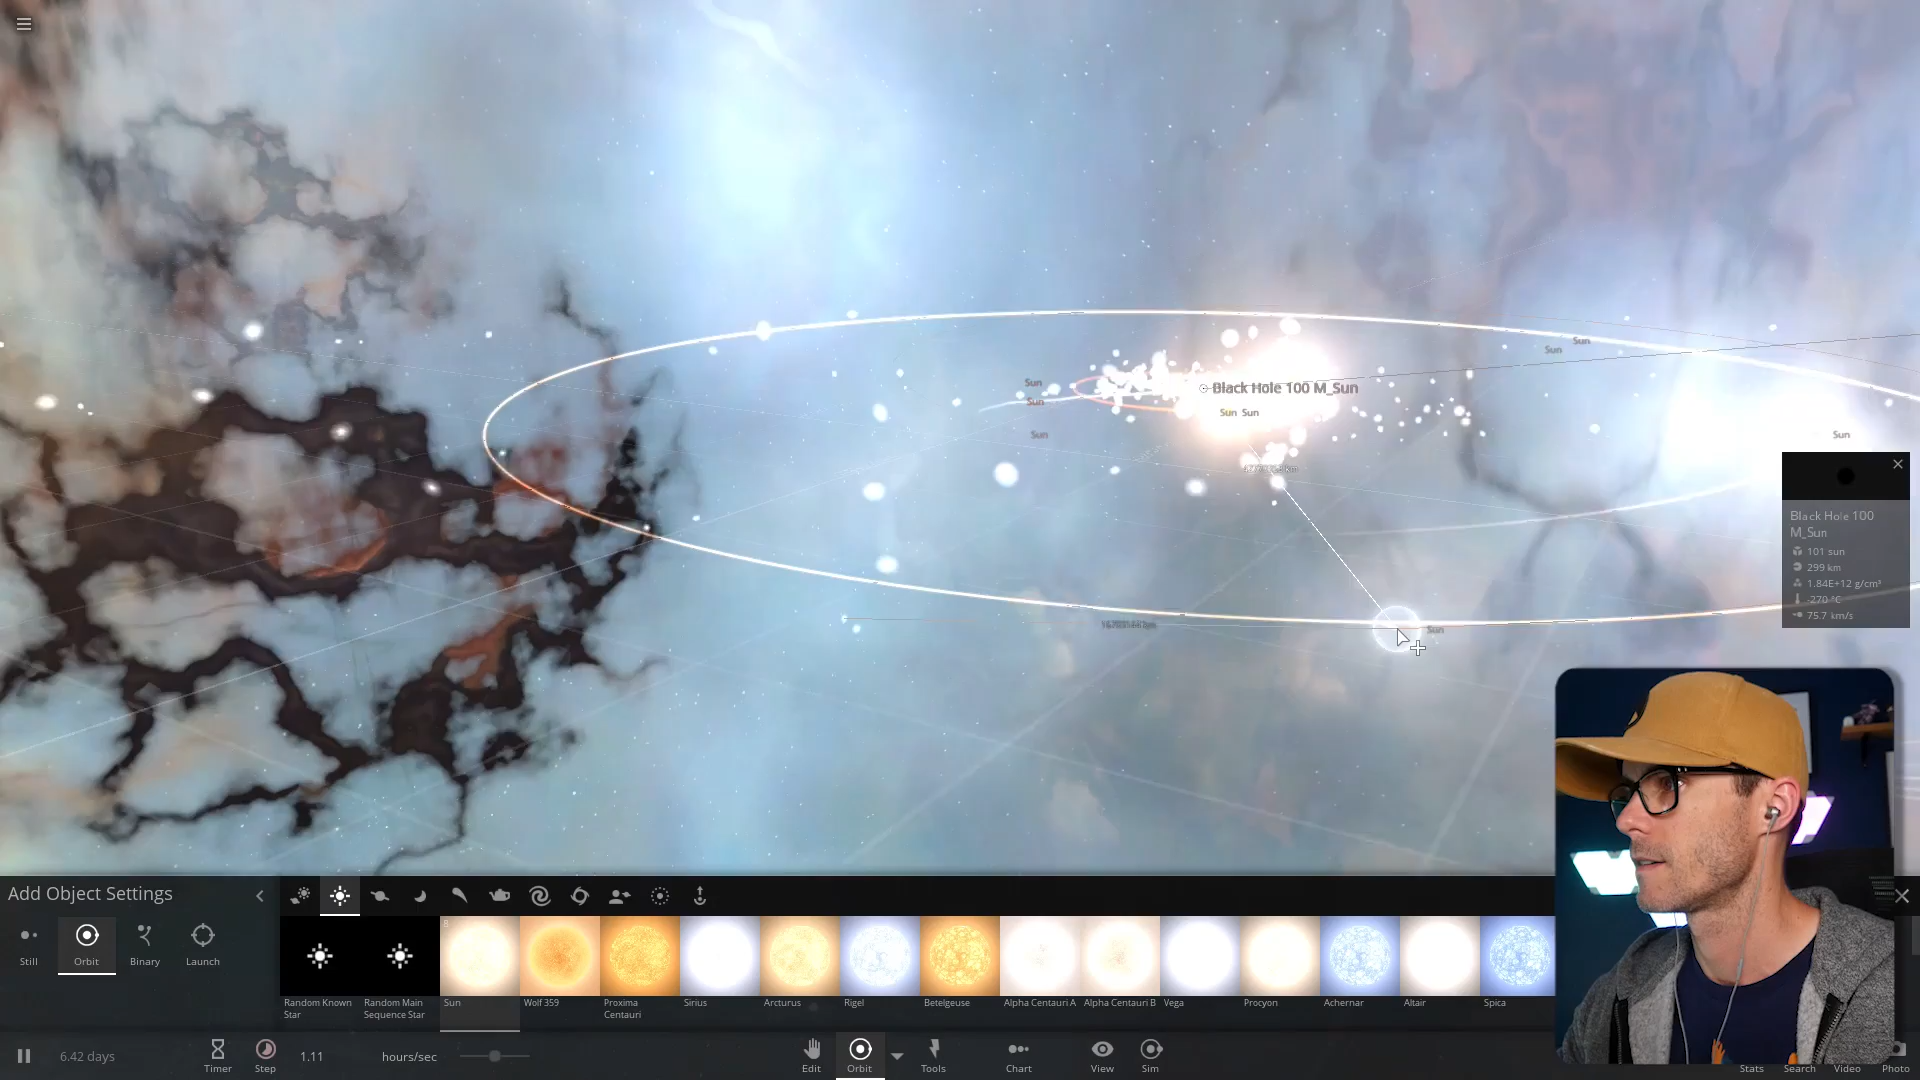 Sun
Sun
Sun
Black Hole 100 M_Sun
Sun
Sun Sun
Sun
Sun
Sun
Black Hole 100
M_Sun
101 sun
299 km
1.84E+12 g/cm³
-270 °C
75.7 km/s
Add Object Settings
Still
Orbit
Binary
Launch
Random Known
Star
Random Main
Sequence Star
Sun
Wolf 359
Proxima
Centauri
Sirius
Arcturus
Rigel
Betelgeuse
Alpha Centauri A
Alpha Centauri B
Vega
Procyon
Achernar
Altair
Spica
6.42 days
Timer
Step
1.11
hours/sec
Edit
Orbit
Tools
Chart
View
Sim
Stats
Search
Video
Photo